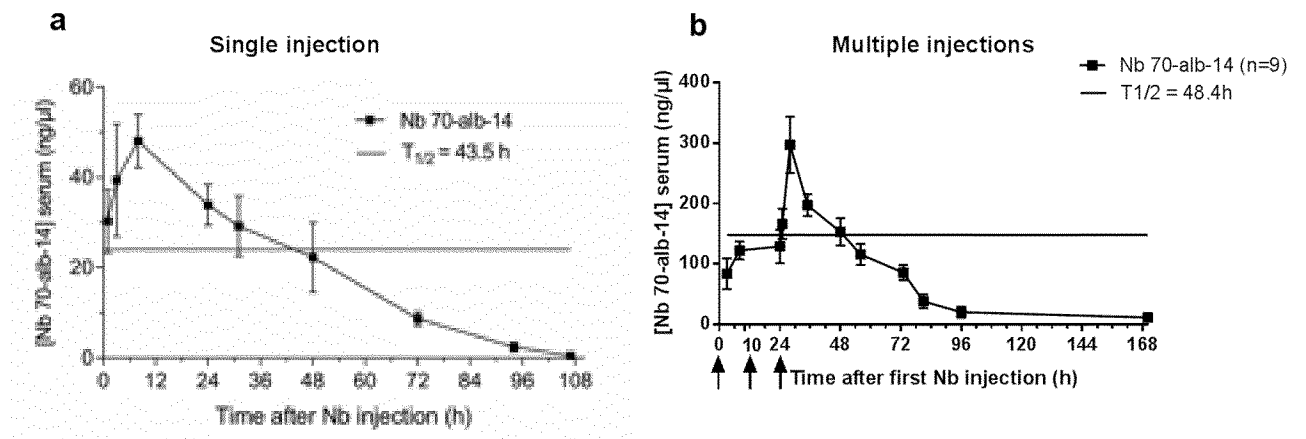 a
Single injection
[Nb 70-alb-14] serum (ng/µl)
60
40
20
0
Nb 70-alb-14
T1/2 = 43.5 h
0 12 24 36 48 60 72 84 96 108
Time after Nb injection (h)
b
Multiple injections
[Nb 70-alb-14] serum (ng/µl)
400
300
200
100
0
Nb 70-alb-14 (n=9)
T1/2 = 48.4h
0 10 24 48 72 96 120 144 168
Time after first Nb injection (h)